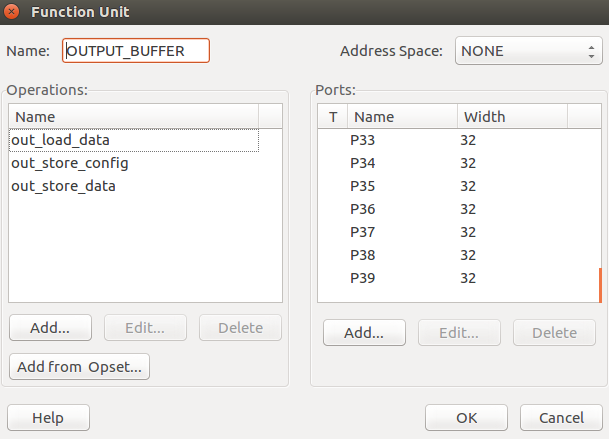 Function Unit
Name: OUTPUT_BUFFER Address Space: NONE
Operations:
Name
out_load_data
out_store_config
out_store_data
Add... Edit... Delete
Add from Opset...
Ports:
T Name Width
P33 32
P34 32
P35 32
P36 32
P37 32
P38 32
P39 32
Add... Edit... Delete
Help OK Cancel